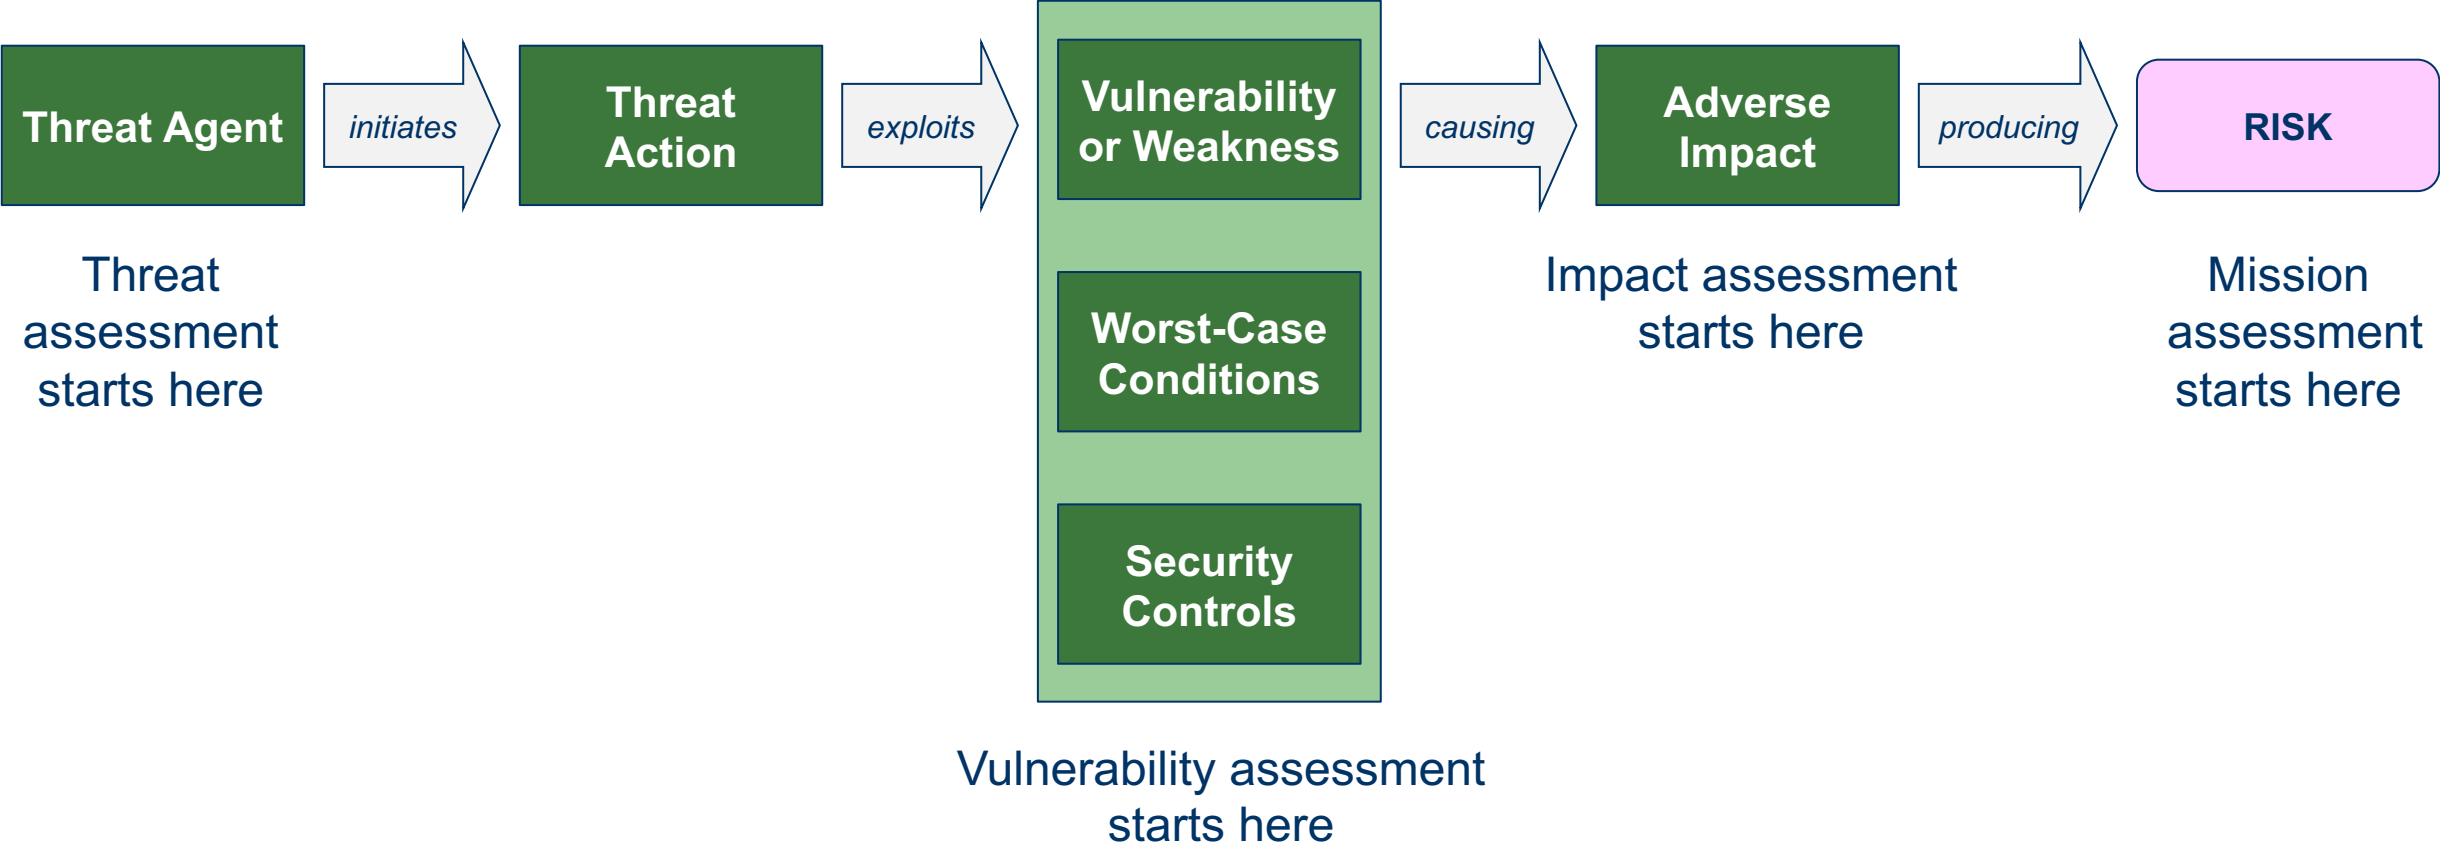 Threat Agent
initiates
Threat
Action
exploits
Vulnerability
or Weakness
causing
Adverse
Impact
producing
RISK
Threat
assessment
starts here
Worst-Case
Conditions
Security
Controls
Vulnerability assessment
starts here
Impact assessment
starts here
Mission
assessment
starts here